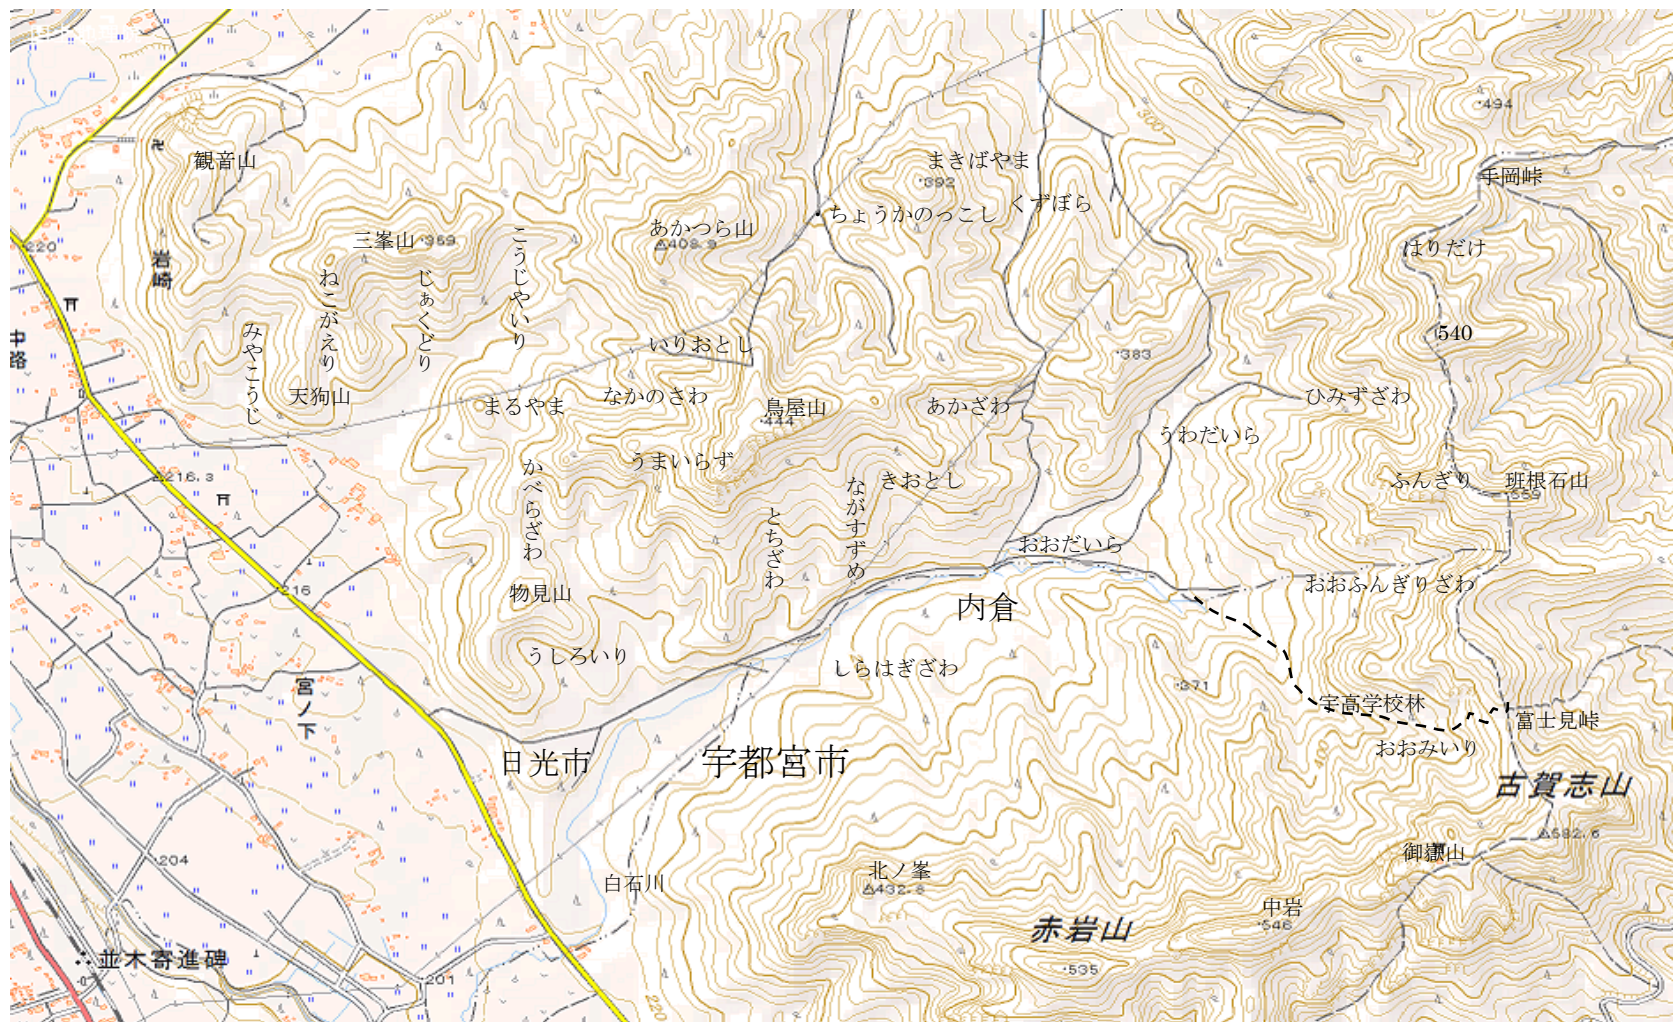 494
300
観音山
まきばやま
392
手岡峠
ちょうかのっこし
くずぼら
あかつら山
408.9
三峯山
359
220
岩崎
こうじやいり
はりだけ
ねこがえり
じぁくどり
みやこうじ
中路
いりおとし
540
383
天狗山
まるやま
なかのさわ
鳥屋山
444
あかざわ
ひみずざわ
うわだいら
うまいらず
かべらざわ
きおとし
ながすずめ
とちざわ
ふんぎり
班根石山
559
216.3
おおだいら
216
物見山
内倉
おおふんぎりざわ
うしろいり
しらはぎざわ
371
宮ノ下
宇高学校林
富士見峠
おおみいり
日光市
宇都宮市
古賀志山
582.6
204
御嶽山
北ノ峯
432.8
白石川
中岩
546
赤岩山
並木寄進碑
535
201
220